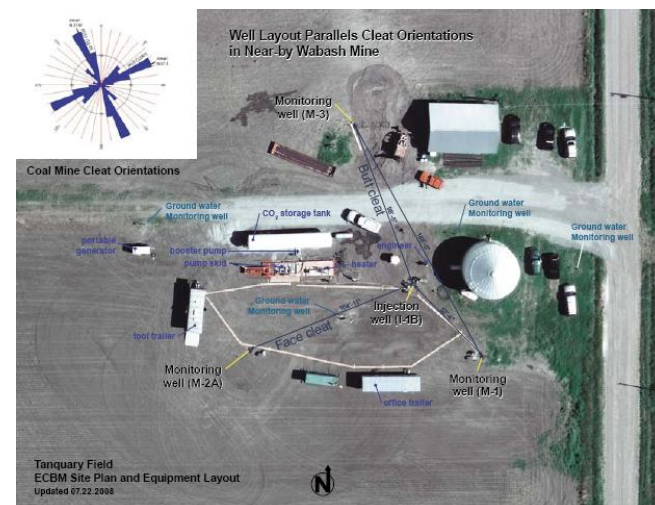 Well Layout Parallels Cleat Orientations
in Near-by Wabash Mine
Monitoring
well (M-3)
Coal Mine Cleat Orientations
Butt cleat
Ground water
Monitoring well
CO₂ storage tank
Ground water
Monitoring well
Ground water
Monitoring well
portable
generator
booster pump
pump skid
heater
engineer
Ground water
Monitoring well
Injection
well (I-1B)
tool trailer
Face cleat
Monitoring
well (M-2A)
Monitoring
well (M-1)
office trailer
Tanquary Field
ECBM Site Plan and Equipment Layout
Updated 07.22.2008
N